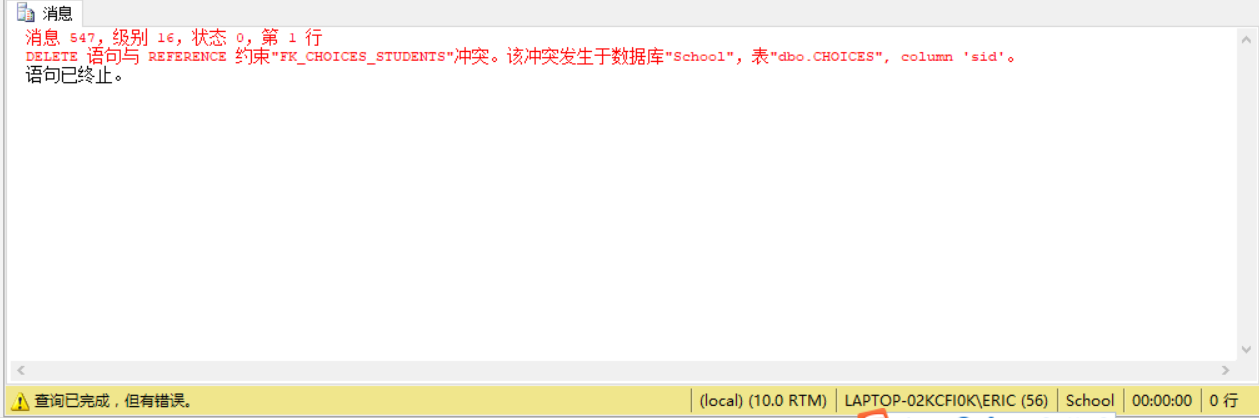 消息
消息 547，级别 16，状态 0，第 1 行
DELETE 语句与 REFERENCE 约束"FK_CHOICES_STUDENTS"冲突。该冲突发生于数据库"School"，表"dbo.CHOICES", column 'sid'。
语句已终止。
查询已完成，但有错误。 (local) (10.0 RTM) LAPTOP-02KCFI0K\ERIC (56) School 00:00:00 0 行